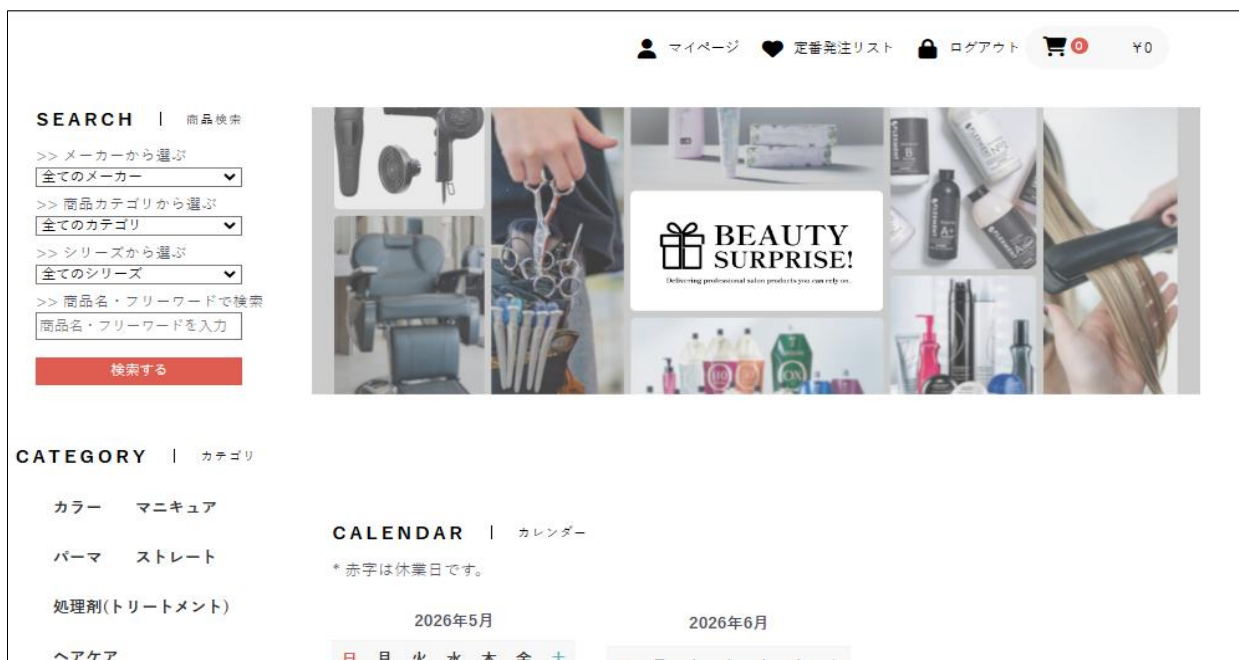 マイページ 定番発注リスト ログアウト 0 ¥0
SEARCH 商品検索
>> メーカーから選ぶ
全てのメーカー
>> 商品カテゴリから選ぶ
全てのカテゴリ
>> シリーズから選ぶ
全てのシリーズ
>> 商品名・フリーワードで検索
商品名・フリーワードを入力
検索する
BEAUTY
SURPRISE!
Delivering professional salon products you can rely on.
CATEGORY カテゴリ
カラー マニキュア
パーマ ストレート
処理剤(トリートメント)
ヘアケア
CALENDAR カレンダー
* 赤字は休業日です。
2026年5月 2026年6月
日 月 火 水 木 金 土